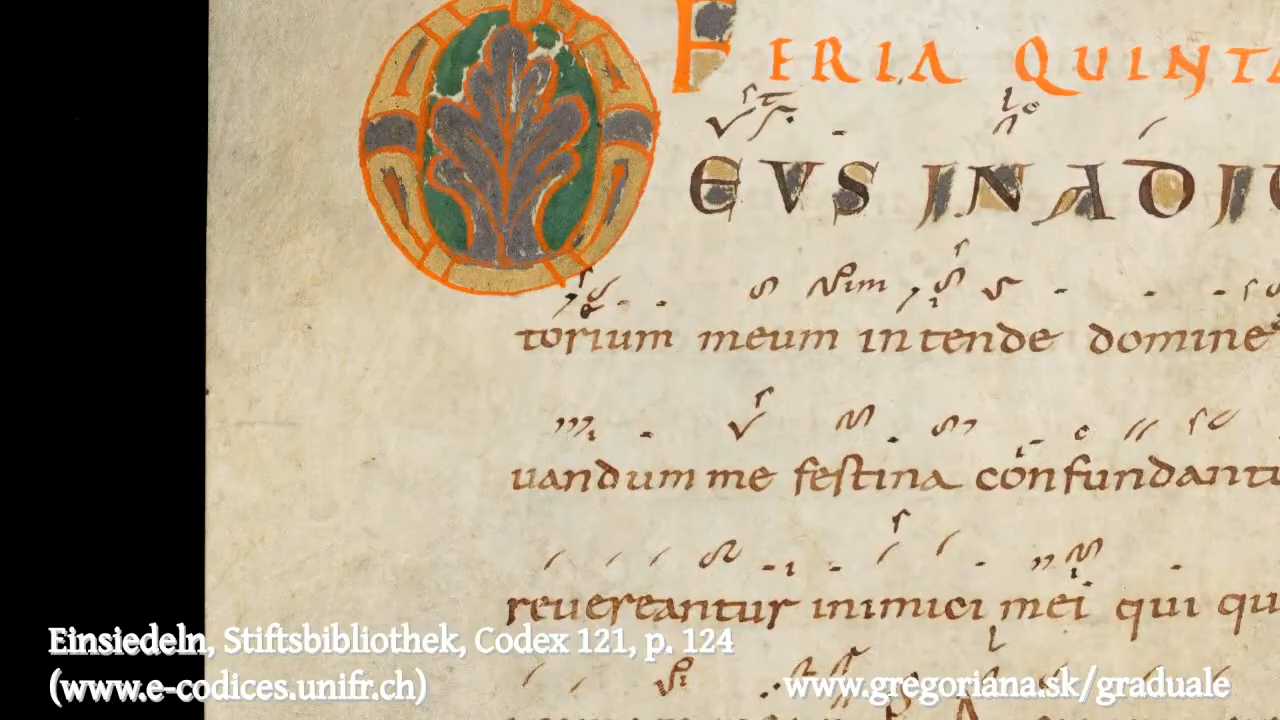 FERIA QUINTA
DEUS IN ADIU
torium meum intende domine
uandum me festina confundantu
reuereantur inimici mei qui qu
Einsiedeln, Stiftsbibliothek, Codex 121, p. 124
(www.e-codices.unifr.ch)
www.gregoriana.sk/graduale